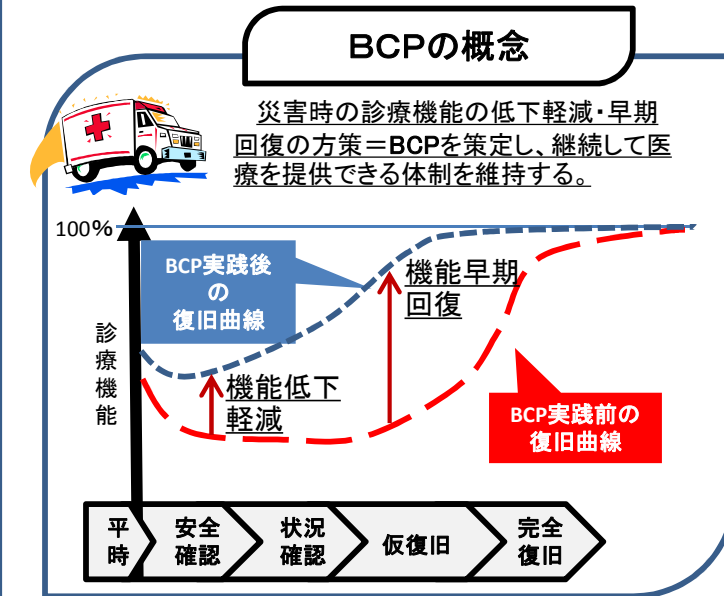 BCPの概念
災害時の診療機能の低下軽減・早期
回復の方策＝BCPを策定し、継続して医
療を提供できる体制を維持する。
100%
BCP実践後
の
復旧曲線
機能早期
回復
診療機能
機能低下
軽減
BCP実践前の
復旧曲線
平時
安全
確認
状況
確認
仮復旧
完全
復旧